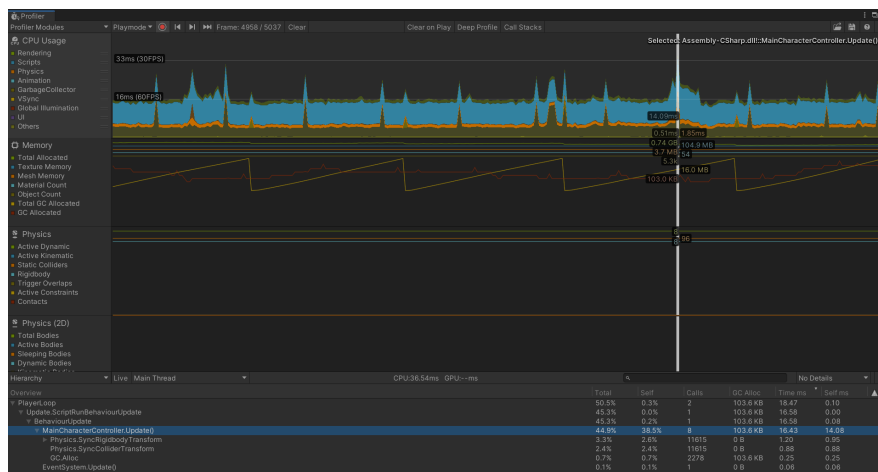 Profiler
Profiler Modules Playmode Frame: 4958 / 5037 Clear Clear on Play Deep Profile Call Stacks
CPU Usage
Selected: Assembly-CSharp.dll!::MainCharacterController.Update()
Rendering
Scripts
Physics
Animation
GarbageCollector
VSync
Global Illumination
UI
Others
33ms (30FPS)
16ms (60FPS)
14.09ms
0.51ms 1.85ms
Memory
Total Allocated
Texture Memory
Mesh Memory
Material Count
Object Count
Total GC Allocated
GC Allocated
0.74 GB 104.9 MB
3.7 MB 54
5.3k
16.0 MB
103.0 KB
Physics
Active Dynamic
Active Kinematic
Static Colliders
Rigidbody
Trigger Overlaps
Active Constraints
Contacts
96
Physics (2D)
Total Bodies
Active Bodies
Sleeping Bodies
Dynamic Bodies
Hierarchy Live Main Thread CPU:36.54ms GPU:--ms No Details
Overview Total Self Calls GC Alloc Time ms Self ms
PlayerLoop 50.5% 0.3% 2 103.6 KB 18.47 0.10
Update.ScriptRunBehaviourUpdate 45.3% 0.0% 1 103.6 KB 16.58 0.00
BehaviourUpdate 45.3% 0.2% 1 103.6 KB 16.58 0.08
MainCharacterController.Update() 44.9% 38.5% 8 103.6 KB 16.43 14.08
Physics.SyncRigidbodyTransform 3.3% 2.6% 11615 0 B 1.20 0.95
Physics.SyncColliderTransform 2.4% 2.4% 11615 0 B 0.88 0.88
GC.Alloc 0.7% 0.7% 2278 103.6 KB 0.25 0.25
EventSystem.Update() 0.1% 0.1% 1 0 B 0.06 0.06